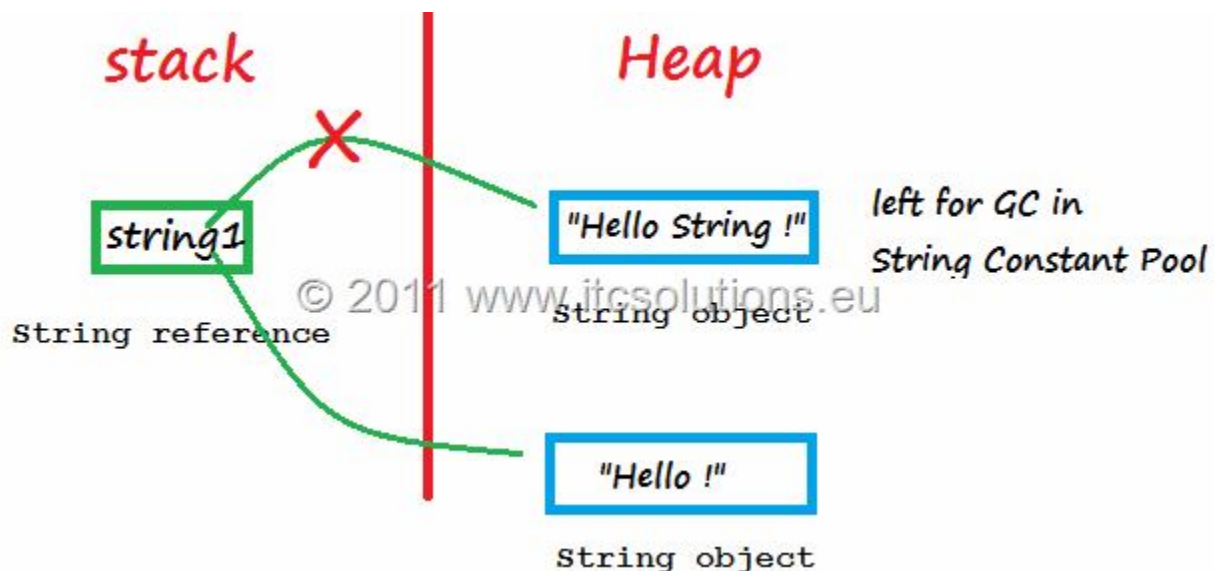 stack
Heap
string1
String reference
"Hello String !"
String object
left for GC in
String Constant Pool
© 2011 www.itcsolutions.eu
"Hello !"
String object